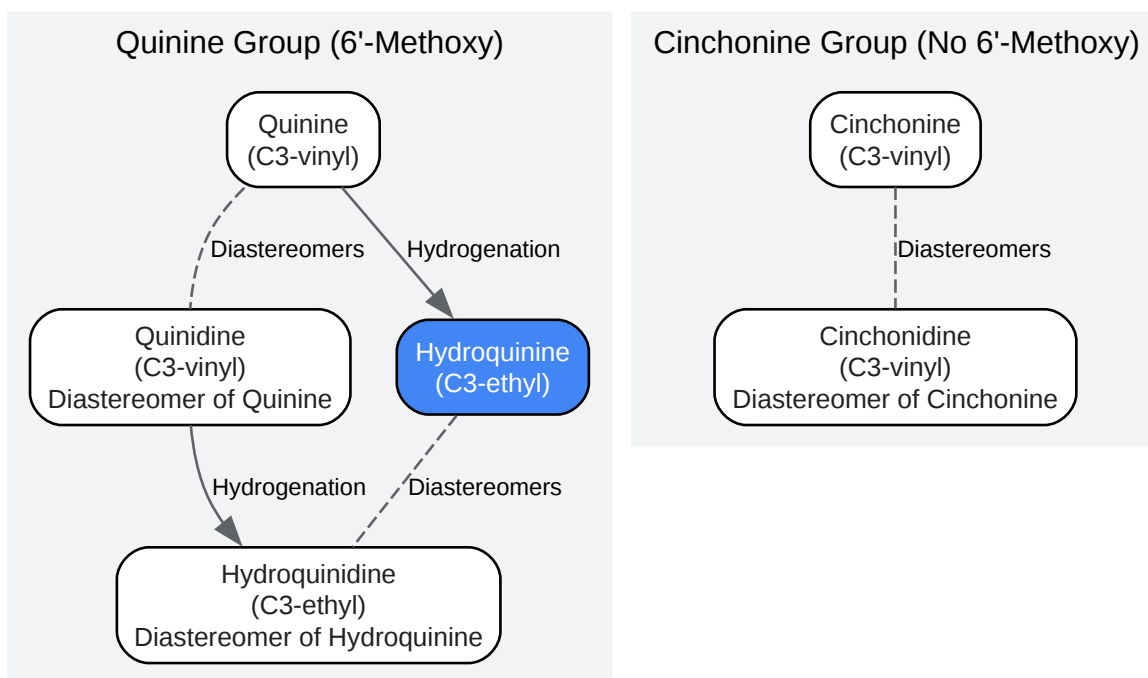 Quinine Group (6'-Methoxy)
Quinine
(C3-vinyl)
Diastereomers
Hydrogenation
Quinidine
(C3-vinyl)
Diastereomer of Quinine
Hydroquinine
(C3-ethyl)
Hydrogenation
Diastereomers
Hydroquinidine
(C3-ethyl)
Diastereomer of Hydroquinine
Cinchonine Group (No 6'-Methoxy)
Cinchonine
(C3-vinyl)
Diastereomers
Cinchonidine
(C3-vinyl)
Diastereomer of Cinchonine